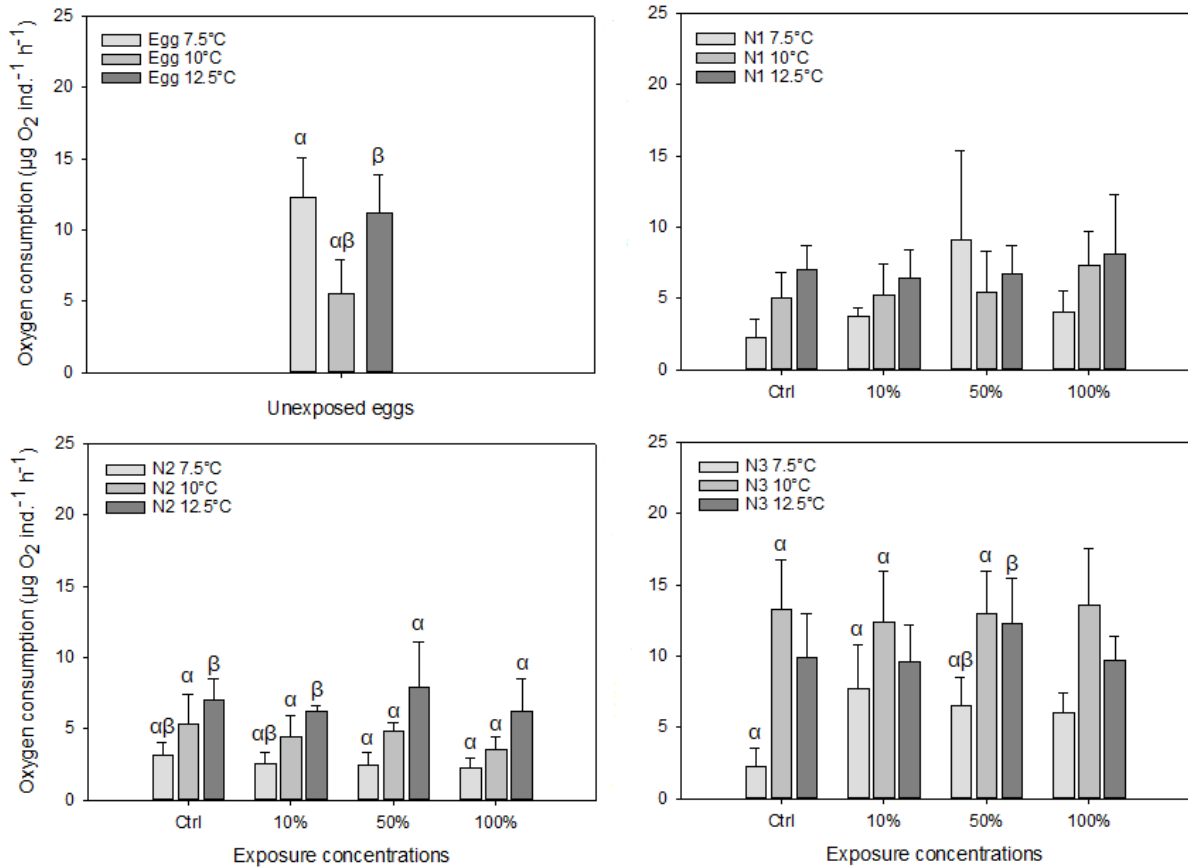 25
20
15
10
5
0
Oxygen consumption (µg O2 ind.-1 h-1)
Egg 7.5°C
Egg 10°C
Egg 12.5°C
α
αβ
β
Unexposed eggs
25
20
15
10
5
0
N1 7.5°C
N1 10°C
N1 12.5°C
Ctrl 10% 50% 100%
25
20
15
10
5
0
Oxygen consumption (µg O2 ind.-1 h-1)
N2 7.5°C
N2 10°C
N2 12.5°C
αβ α β αβ α β α α α α α α
Ctrl 10% 50% 100%
Exposure concentrations
25
20
15
10
5
0
N3 7.5°C
N3 10°C
N3 12.5°C
α α α α αβ α β
Ctrl 10% 50% 100%
Exposure concentrations